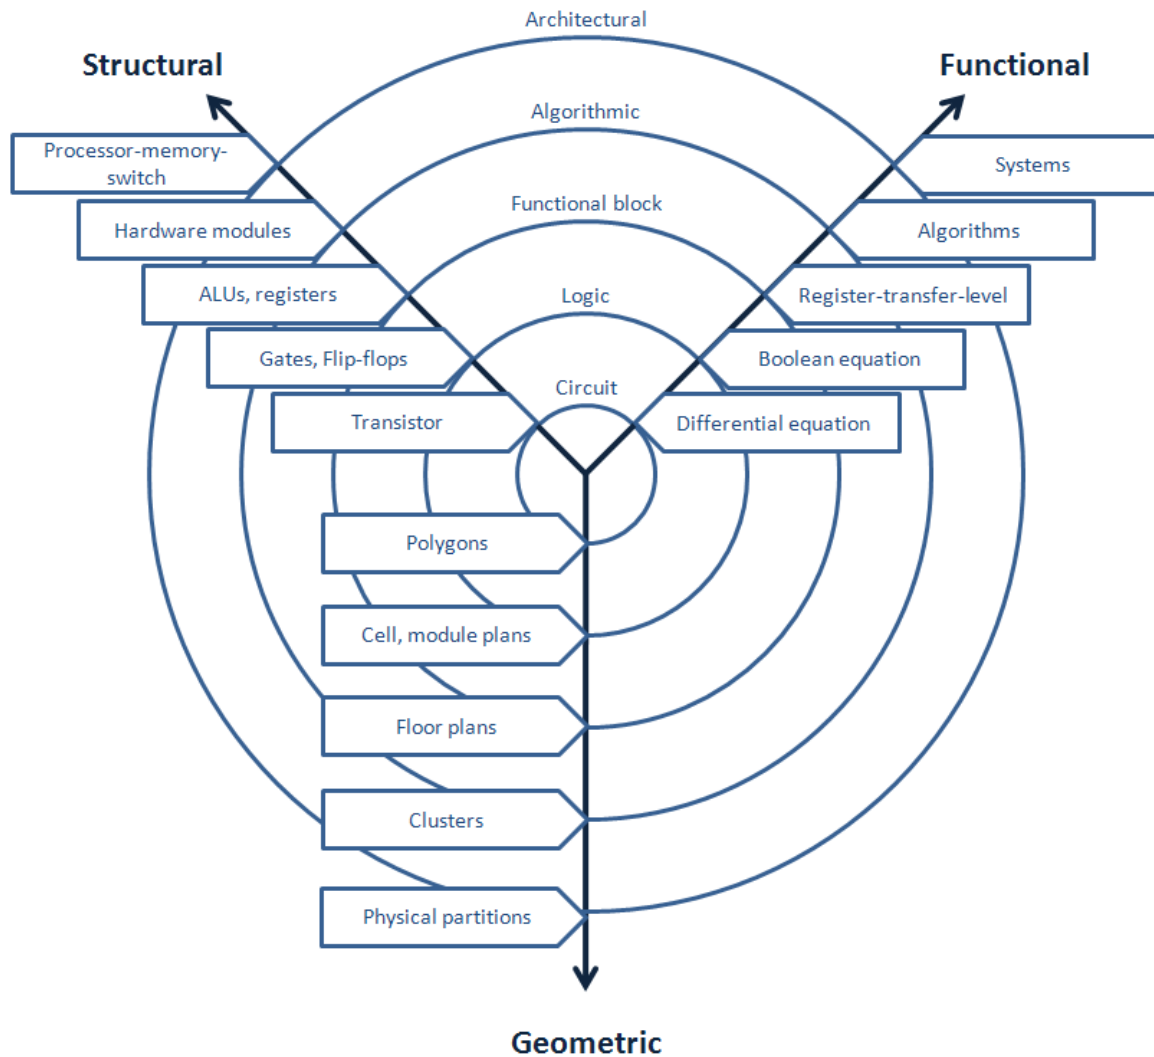 Architectural
Structural
Functional
Algorithmic
Processor-memory-
switch
Systems
Functional block
Hardware modules
Algorithms
ALUs, registers
Logic
Register-transfer-level
Gates, Flip-flops
Boolean equation
Circuit
Transistor
Differential equation
Polygons
Cell, module plans
Floor plans
Clusters
Physical partitions
Geometric